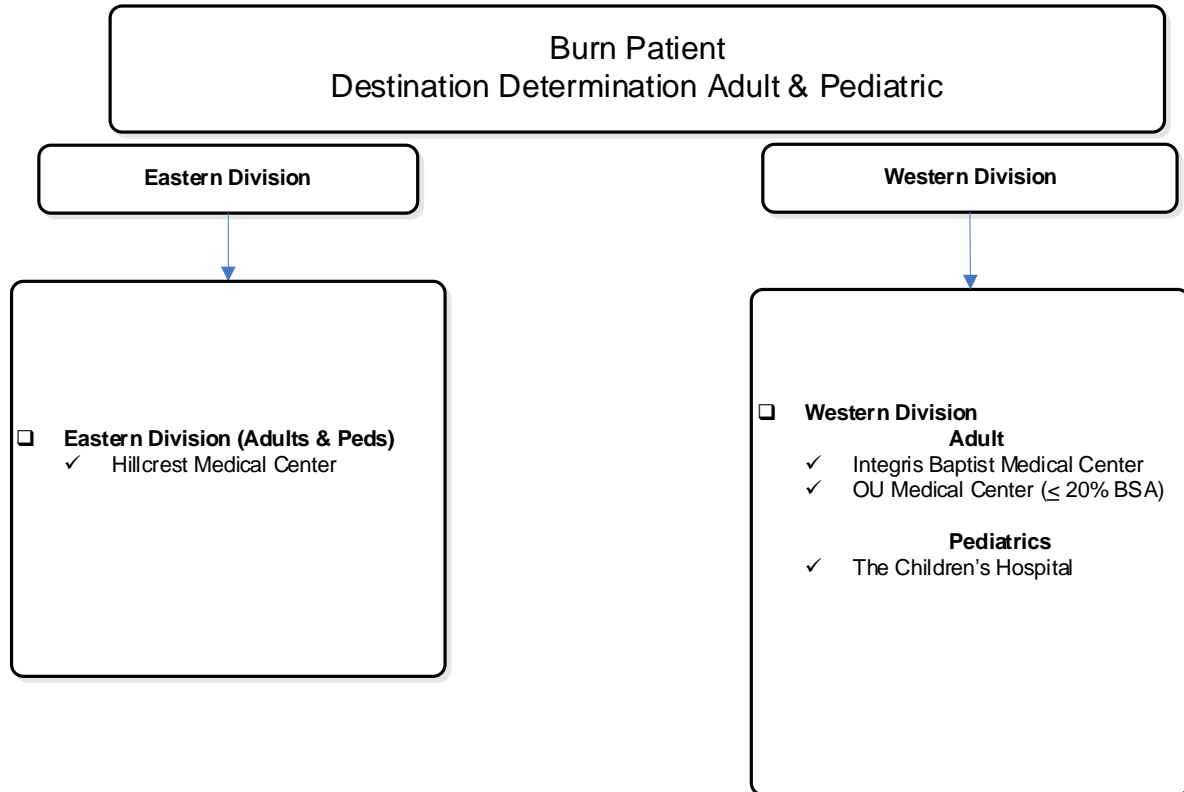 Burn Patient
Destination Determination Adult & Pediatric
Eastern Division
Western Division
❑ Eastern Division (Adults & Peds)
✓ Hillcrest Medical Center
❑ Western Division
Adult
✓ Integris Baptist Medical Center
✓ OU Medical Center (≤ 20% BSA)
Pediatrics
✓ The Children’s Hospital